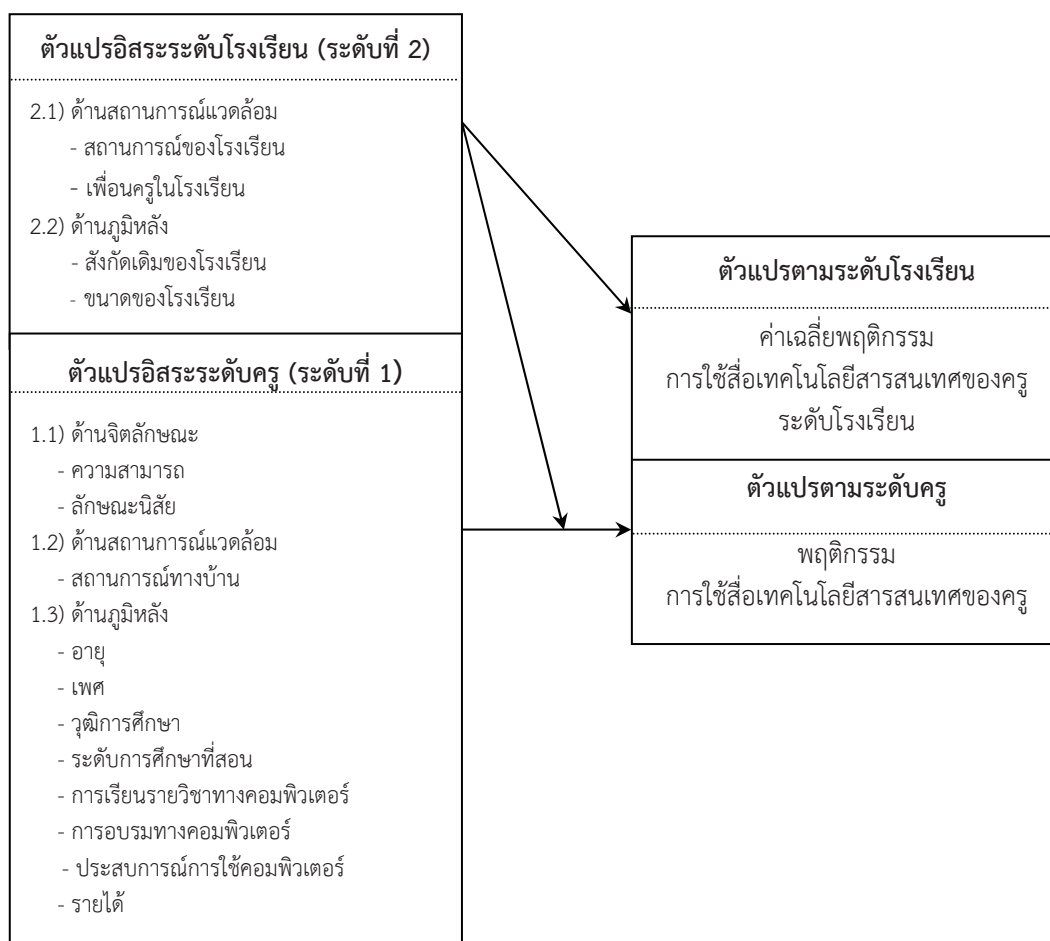 ตัวแปรอิสระระดับโรงเรียน (ระดับที่ 2)
2.1) ด้านสถานการณ์แวดล้อม
- สถานการณ์ของโรงเรียน
- เพื่อนครูในโรงเรียน
2.2) ด้านภูมิหลัง
- สังกัดเดิมของโรงเรียน
- ขนาดของโรงเรียน
ตัวแปรอิสระระดับครู (ระดับที่ 1)
1.1) ด้านจิตลักษณะ
- ความสามารถ
- ลักษณะนิสัย
1.2) ด้านสถานการณ์แวดล้อม
- สถานการณ์ทางบ้าน
1.3) ด้านภูมิหลัง
- อายุ
- เพศ
- วุฒิการศึกษา
- ระดับการศึกษาที่สอน
- การเรียนรายวิชาทางคอมพิวเตอร์
- การอบรมทางคอมพิวเตอร์
- ประสบการณ์การใช้คอมพิวเตอร์
- รายได้
ตัวแปรตามระดับโรงเรียน
ค่าเฉลี่ยพฤติกรรม
การใช้สื่อเทคโนโลยีสารสนเทศของครู
ระดับโรงเรียน
ตัวแปรตามระดับครู
พฤติกรรม
การใช้สื่อเทคโนโลยีสารสนเทศของครู